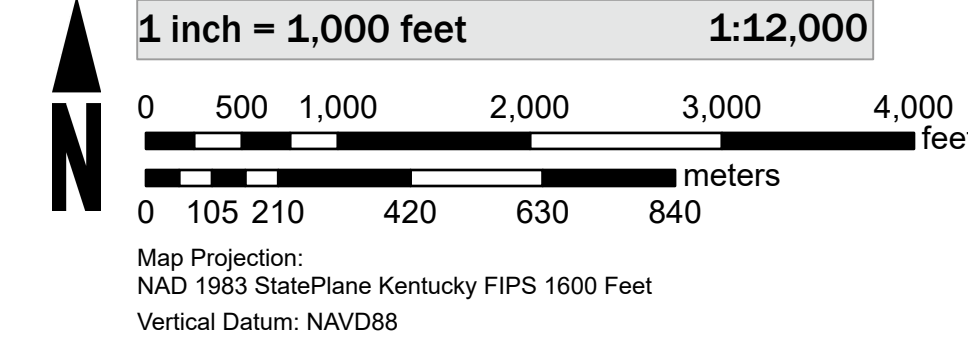 1 inch = 1,000 feet 1:12,000
0 500 1,000 2,000 3,000 4,000
feet
meters
0 105 210 420 630 840
N
Map Projection:
NAD 1983 StatePlane Kentucky FIPS 1600 Feet
Vertical Datum: NAVD88